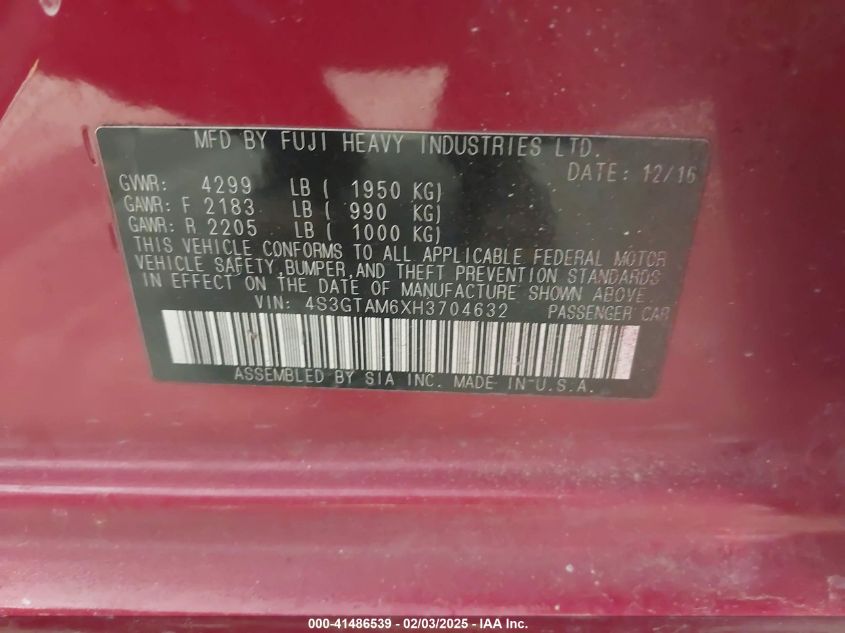 MFD BY FUJI HEAVY INDUSTRIES LTD.
DATE: 12/16
GVWR: 4299 LB ( 1950 KG)
GAWR: F 2183 LB ( 990 KG)
GAWR: R 2205 LB ( 1000 KG)
THIS VEHICLE CONFORMS TO ALL APPLICABLE FEDERAL MOTOR
VEHICLE SAFETY, BUMPER, AND THEFT PREVENTION STANDARDS
IN EFFECT ON THE DATE OF MANUFACTURE SHOWN ABOVE.
VIN: 4S3GTAM6XH3704632 PASSENGER CAR
ASSEMBLED BY SIA INC. MADE IN U.S.A.
000-41486539 - 02/03/2025 - IAA Inc.